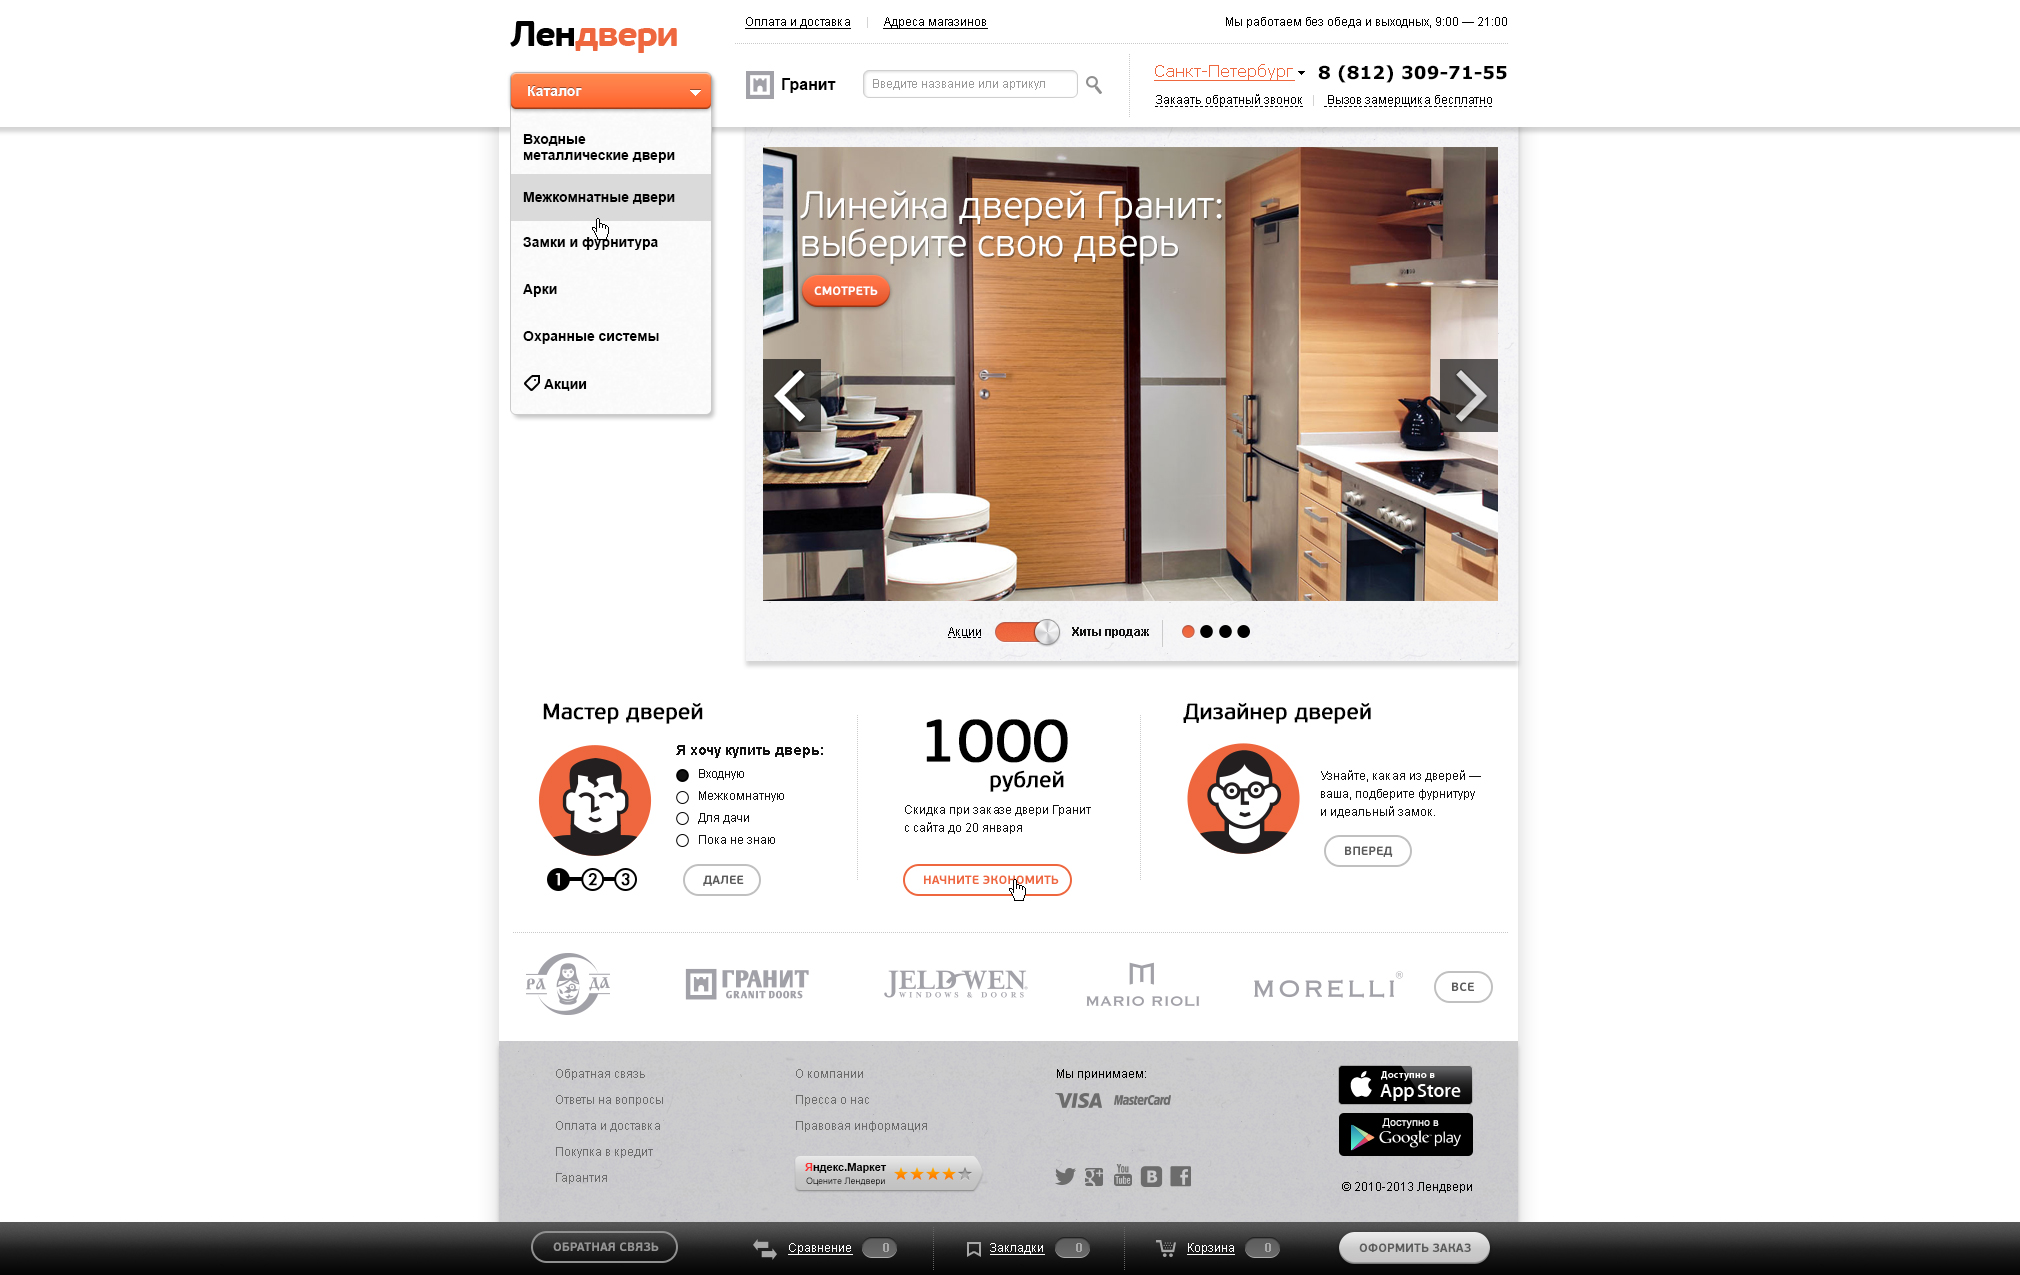 Лендвери
Оплата и доставка
Адреса магазинов
Мы работаем без обеда и выходных, 9:00 — 21:00
Каталог
Гранит
Введите название или артикул
Санкт-Петербург
8 (812) 309-71-55
Закаать обратный звонок
Вызов замерщика бесплатно
Входные
металлические двери
Межкомнатные двери
Замки и фурнитура
Арки
Охранные системы
Акции
Линейка дверей Гранит:
выберите свою дверь
СМОТРЕТЬ
Акции
Хиты продаж
Мастер дверей
Я хочу купить дверь:
Входную
Межкомнатную
Для дачи
Пока не знаю
1 2 3
ДАЛЕЕ
1000
рублей
Скидка при заказе двери Гранит
с сайта до 20 января
НАЧНИТЕ ЭКОНОМИТЬ
Дизайнер дверей
Узнайте, какая из дверей —
ваша, подберите фурнитуру
и идеальный замок.
ВПЕРЕД
РА ДА
ГРАНИТ
GRANIT DOORS
JELD-WEN
WINDOWS & DOORS
MARIO RIOLI
MORELLI®
ВСЕ
Обратная связь
Ответы на вопросы
Оплата и доставка
Покупка в кредит
Гарантия
О компании
Пресса о нас
Правовая информация
Яндекс.Маркет
Оцените Лендвери
Мы принимаем:
VISA MasterCard
You
Tube
Доступно в
App Store
Доступно в
Google play
© 2010-2013 Лендвери
ОБРАТНАЯ СВЯЗЬ
Сравнение 0
Закладки 0
Корзина 0
ОФОРМИТЬ ЗАКАЗ